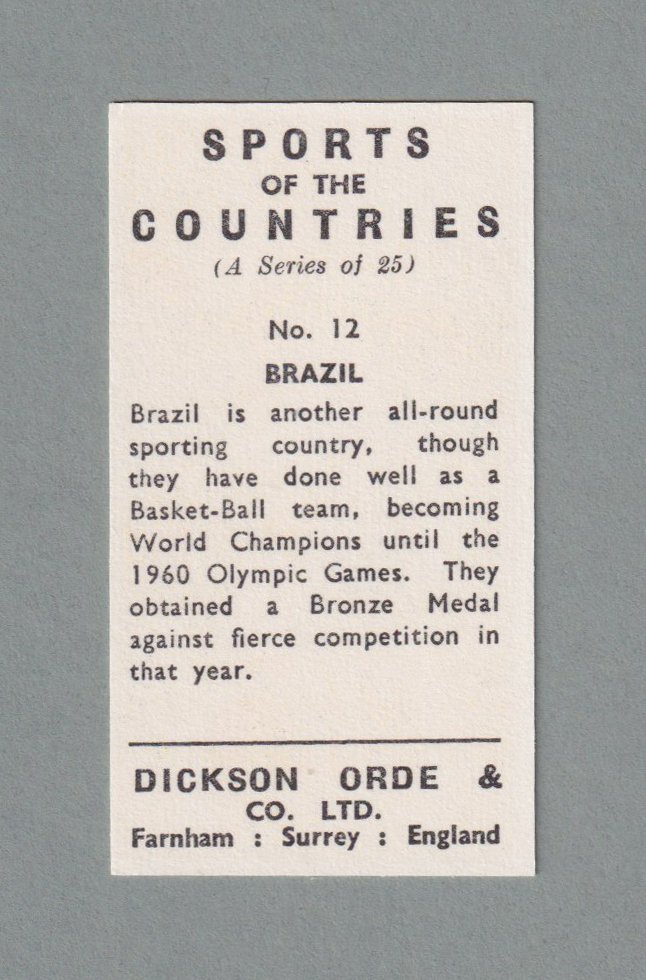 SPORTS
OF THE
COUNTRIES
(A Series of 25)
No. 12
BRAZIL
Brazil is another all-round
sporting country, though
they have done well as a
Basket-Ball team, becoming
World Champions until the
1960 Olympic Games. They
obtained a Bronze Medal
against fierce competition in
that year.
DICKSON ORDE &
CO. LTD.
Farnham : Surrey : England